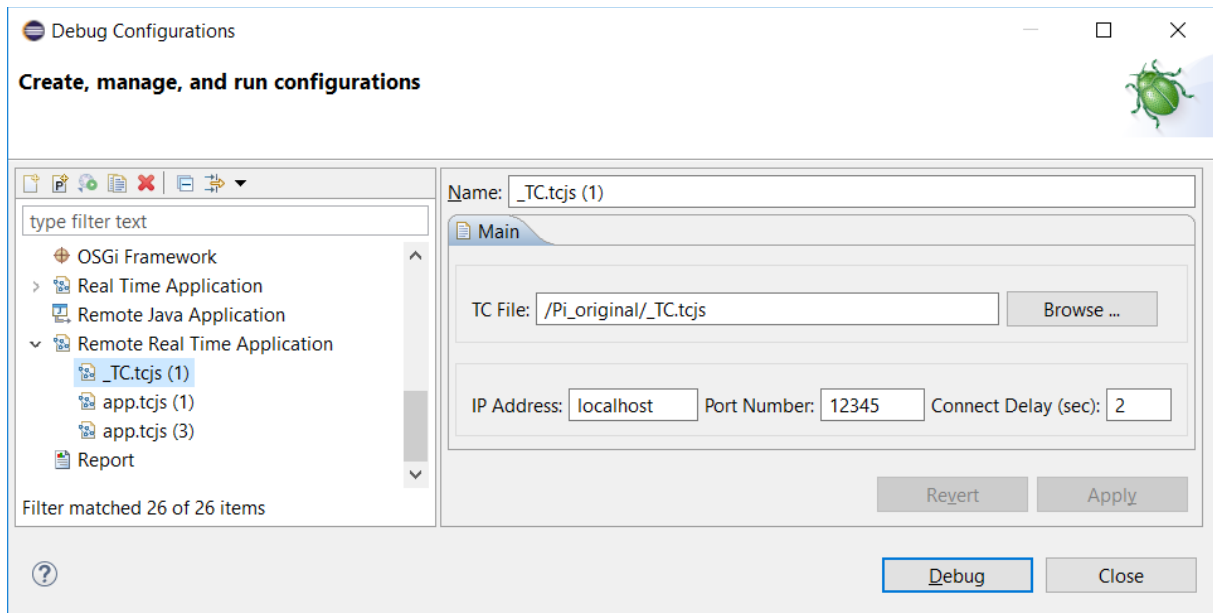 Debug Configurations
Create, manage, and run configurations
type filter text
OSGi Framework
Real Time Application
Remote Java Application
Remote Real Time Application
_TC.tcjs (1)
app.tcjs (1)
app.tcjs (3)
Report
Filter matched 26 of 26 items
Name: _TC.tcjs (1)
Main
TC File: /Pi_original/_TC.tcjs Browse ...
IP Address: localhost Port Number: 12345 Connect Delay (sec): 2
Revert Apply
? Debug Close